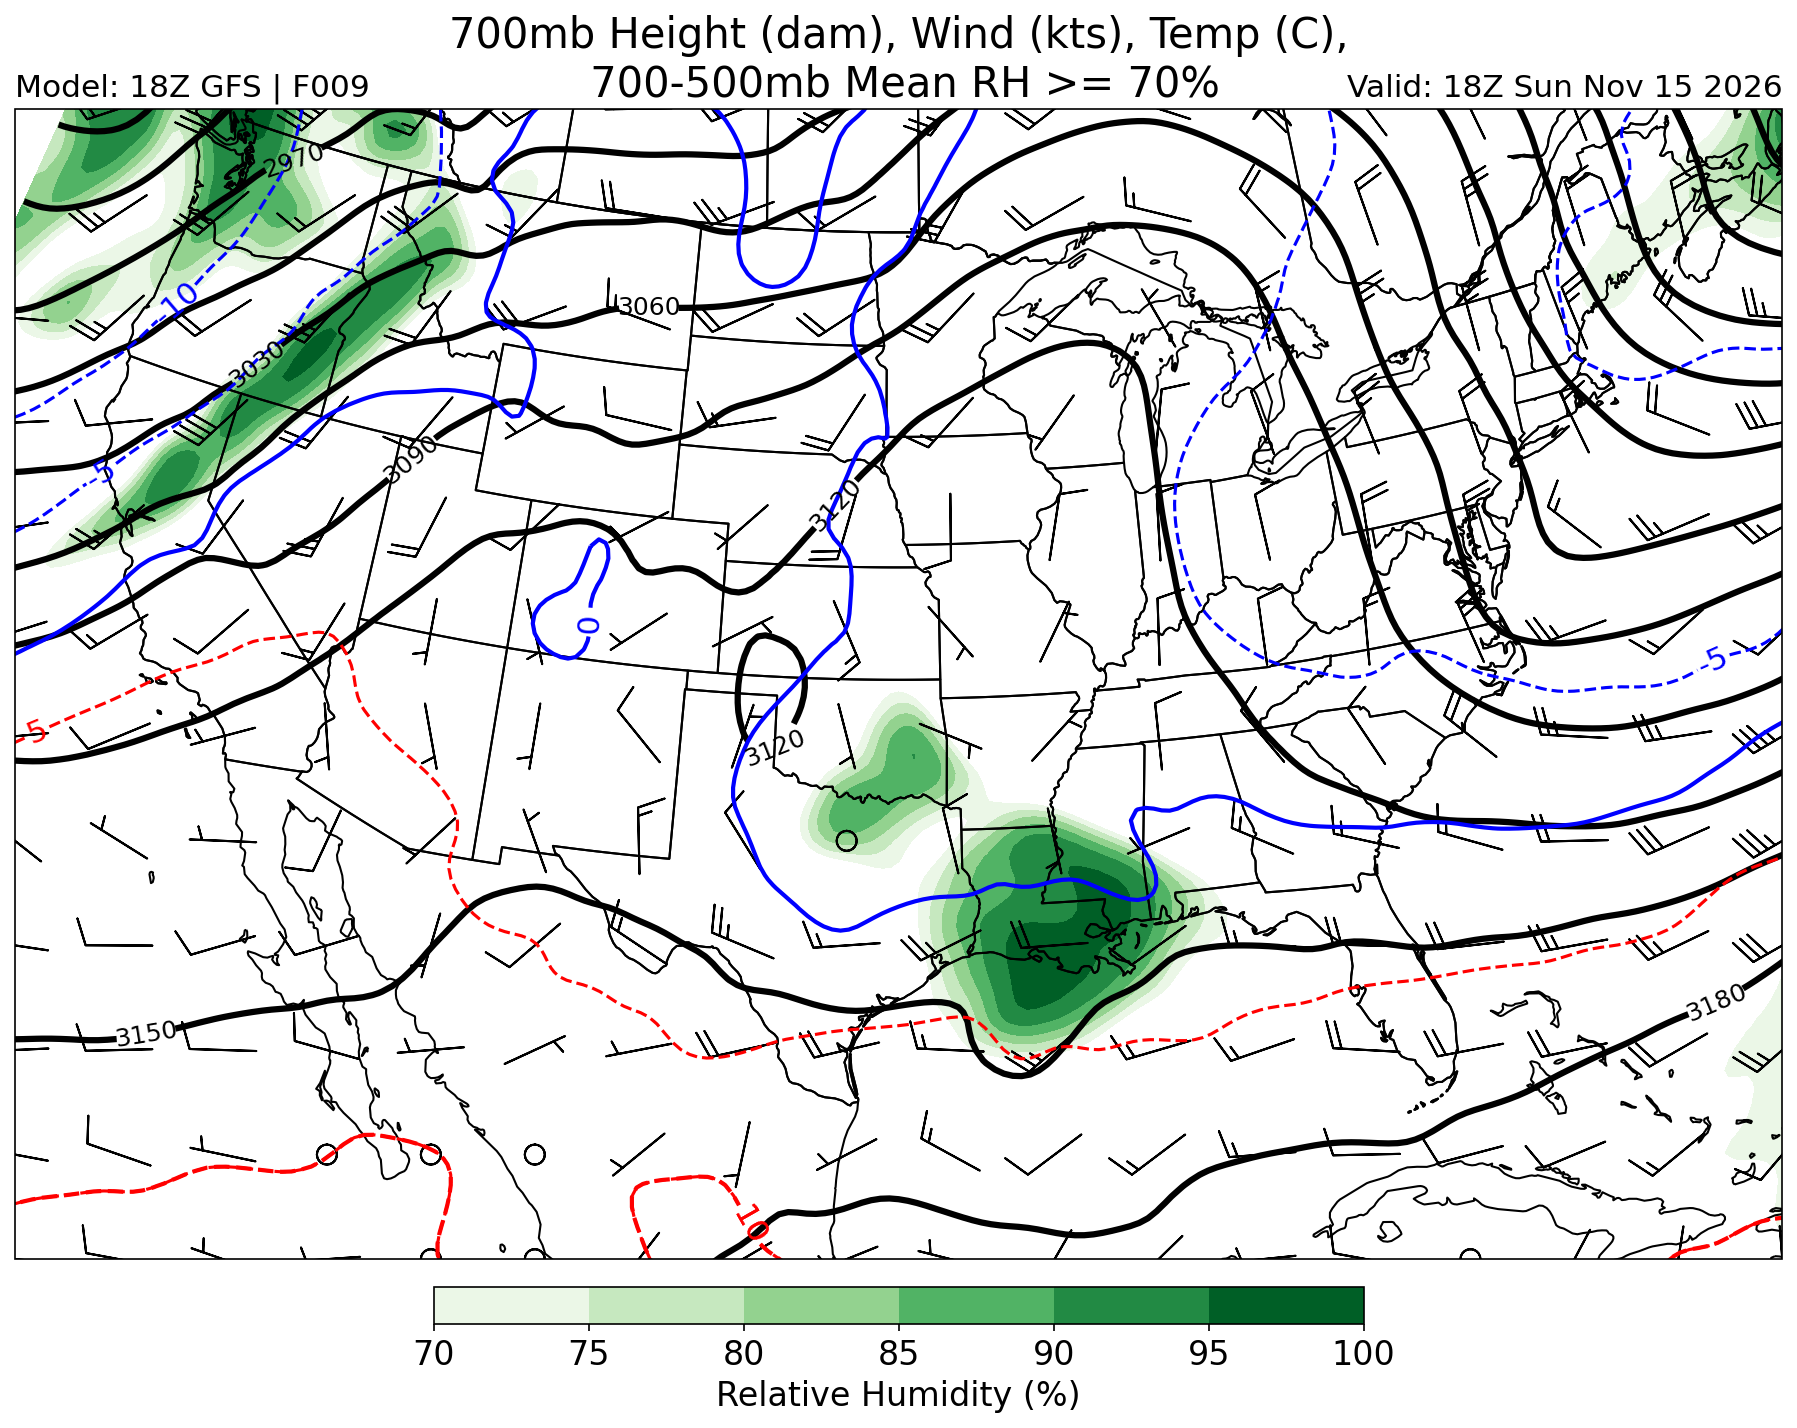 700mb Height (dam), Wind (kts), Temp (C),
Model: 18Z GFS | F009
700-500mb Mean RH >= 70%
Valid: 18Z Sun Nov 15 2026
2970
-10
3030
3060
-5
3090
3120
0
-5
5
3120
3150
3180
10
70 75 80 85 90 95 100
Relative Humidity (%)